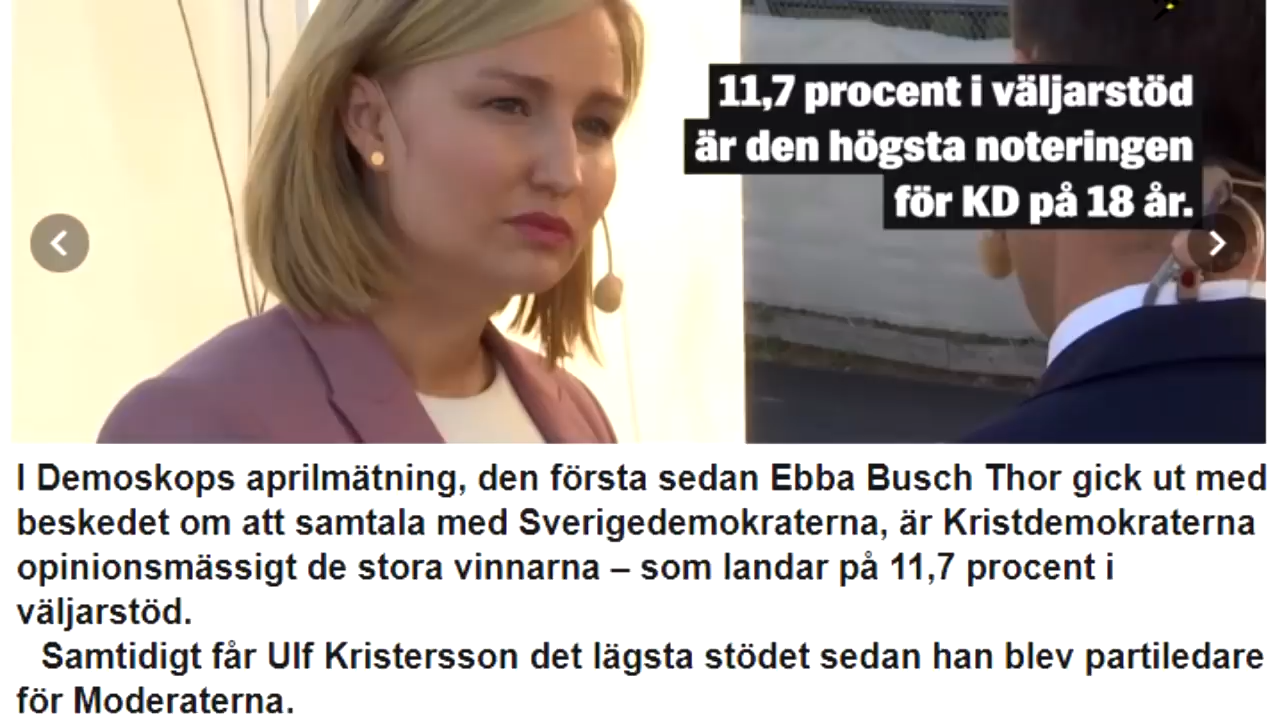 11,7 procent i väljarstöd
är den högsta noteringen
för KD på 18 år.
I Demoskops aprilmätning, den första sedan Ebba Busch Thor gick ut med
beskedet om att samtala med Sverigedemokraterna, är Kristdemokraterna
opinionsmässigt de stora vinnarna – som landar på 11,7 procent i
väljarstöd.
Samtidigt får Ulf Kristersson det lägsta stödet sedan han blev partiledare
för Moderaterna.